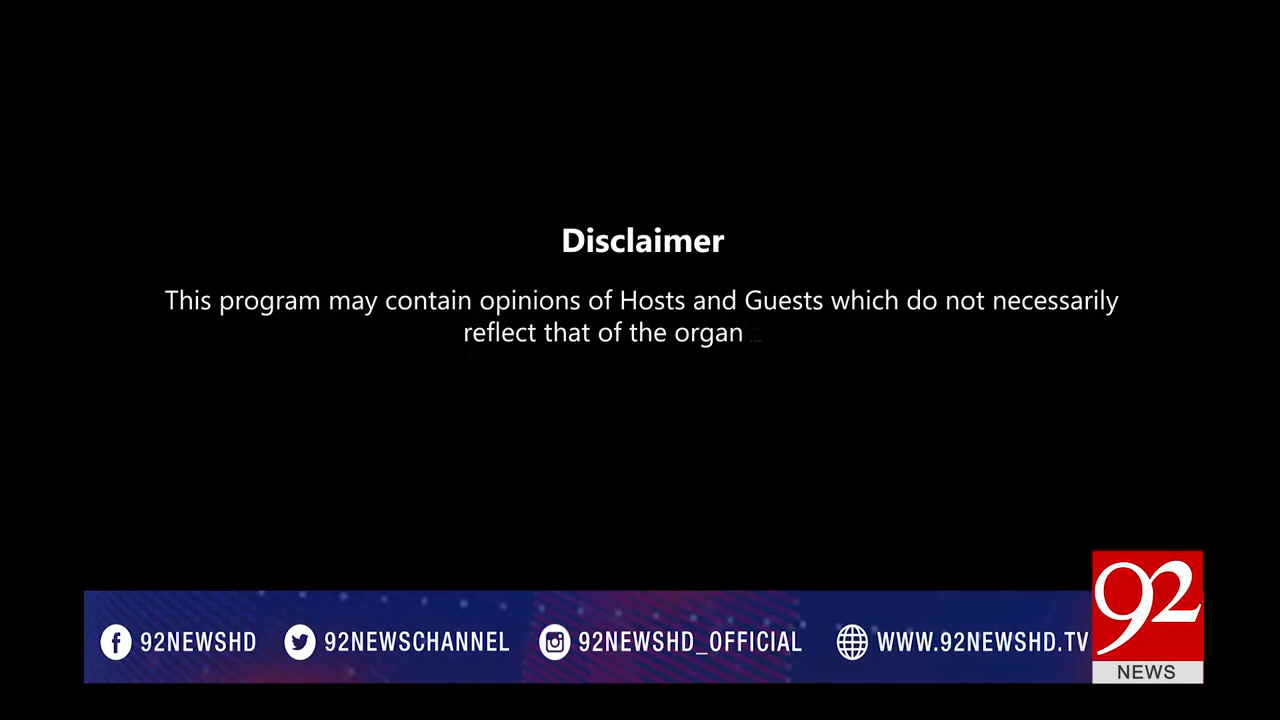 Disclaimer
This program may contain opinions of Hosts and Guests which do not necessarily
reflect that of the organ
92NEWSHD
92NEWSCHANNEL
92NEWSHD_OFFICIAL
WWW.92NEWSHD.TV
92
NEWS